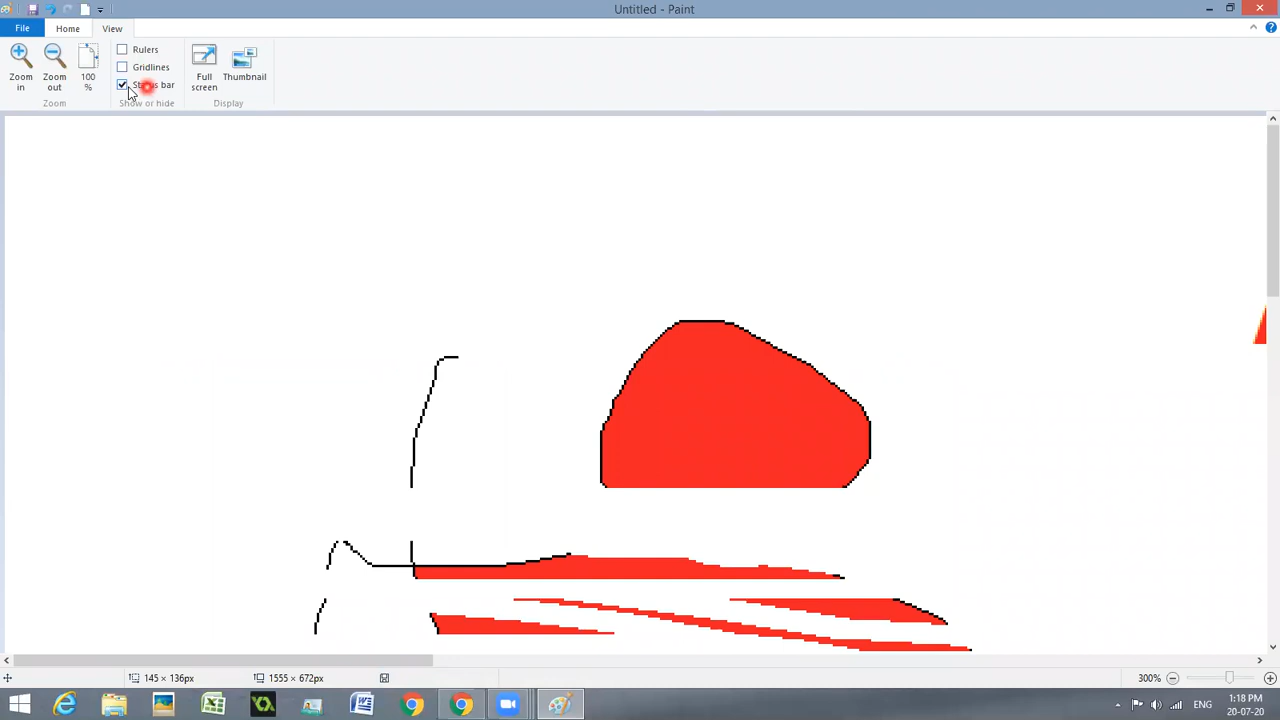 Untitled - Paint
File
Home
View
Zoom in
Zoom out
100 %
Rulers
Gridlines
bar
Full screen
Thumbnail
Zoom
Show or hide
Display
145 × 136px
1555 × 672px
300%
ENG
1:18 PM
20-07-20